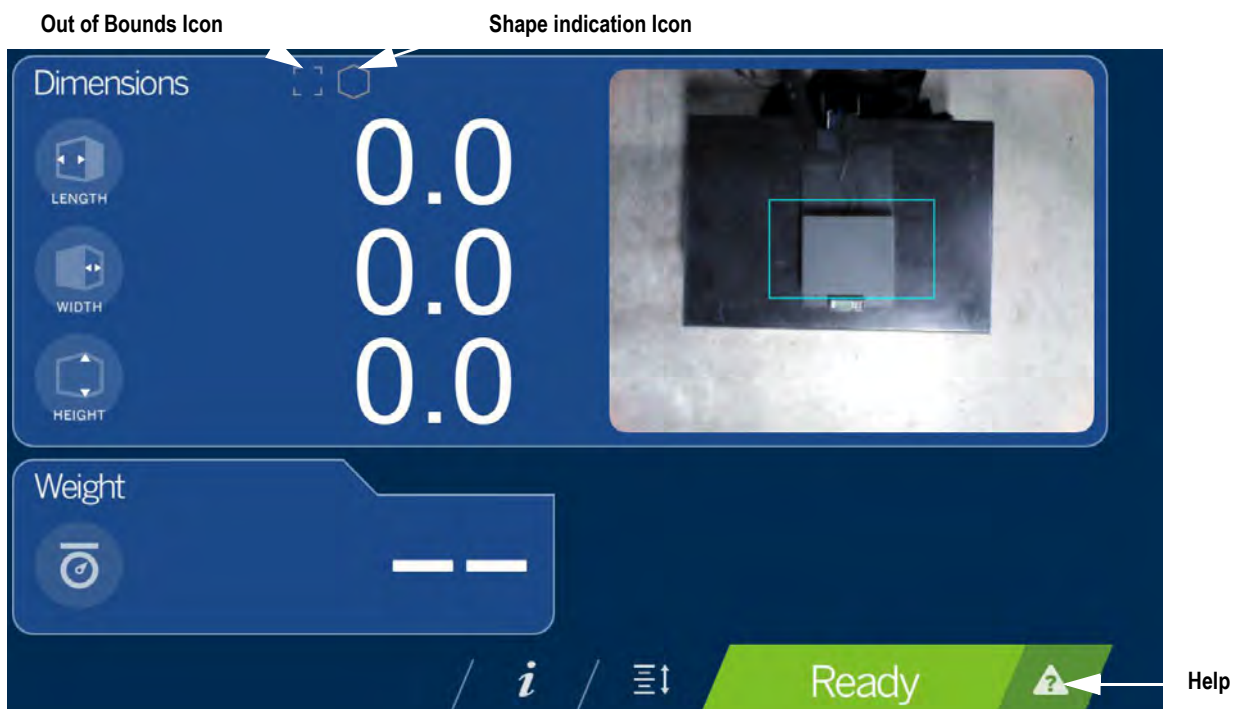 Out of Bounds Icon
Shape indication Icon
Dimensions
LENGTH
0.0
WIDTH
0.0
HEIGHT
0.0
Weight
--
i
Ready
?
Help